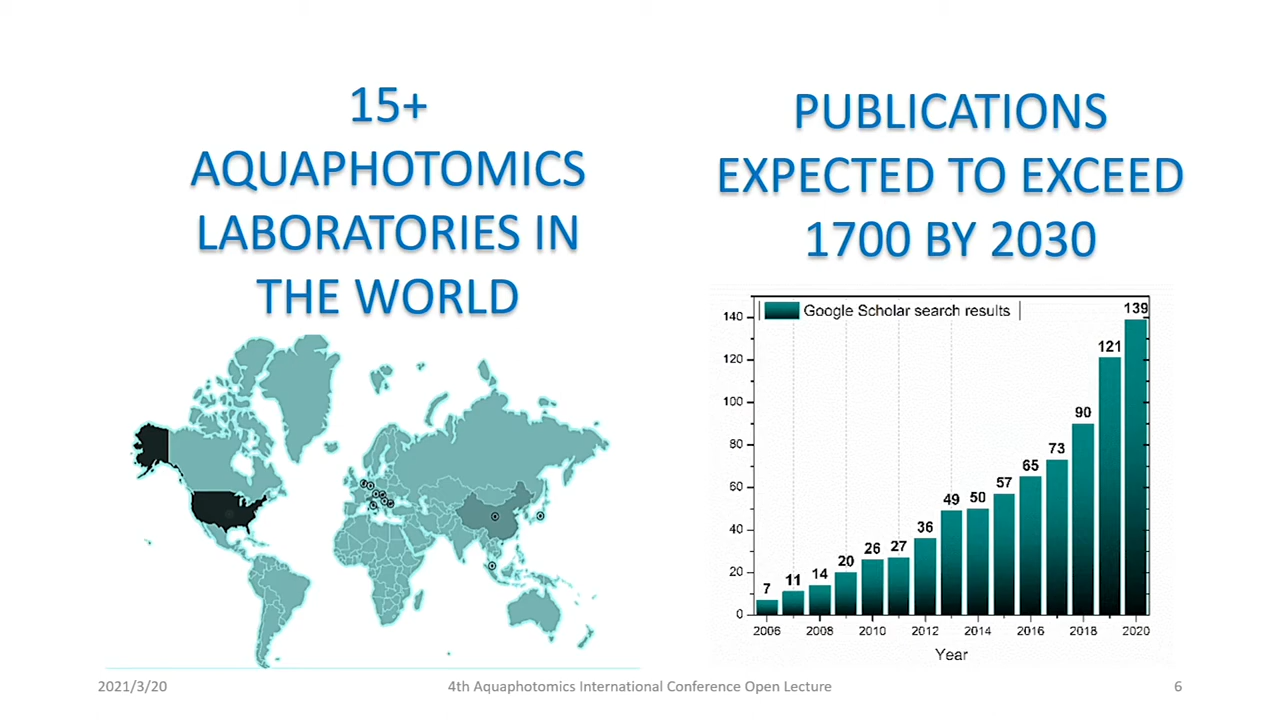 15+
AQUAPHOTOMICS
LABORATORIES IN
THE WORLD
PUBLICATIONS
EXPECTED TO EXCEED
1700 BY 2030
Google Scholar search results
140
120
100
80
60
40
20
0
7
11
14
20
26
27
36
49
50
57
65
73
90
121
139
2006 2008 2010 2012 2014 2016 2018 2020
Year
2021/3/20
4th Aquaphotomics International Conference Open Lecture
6